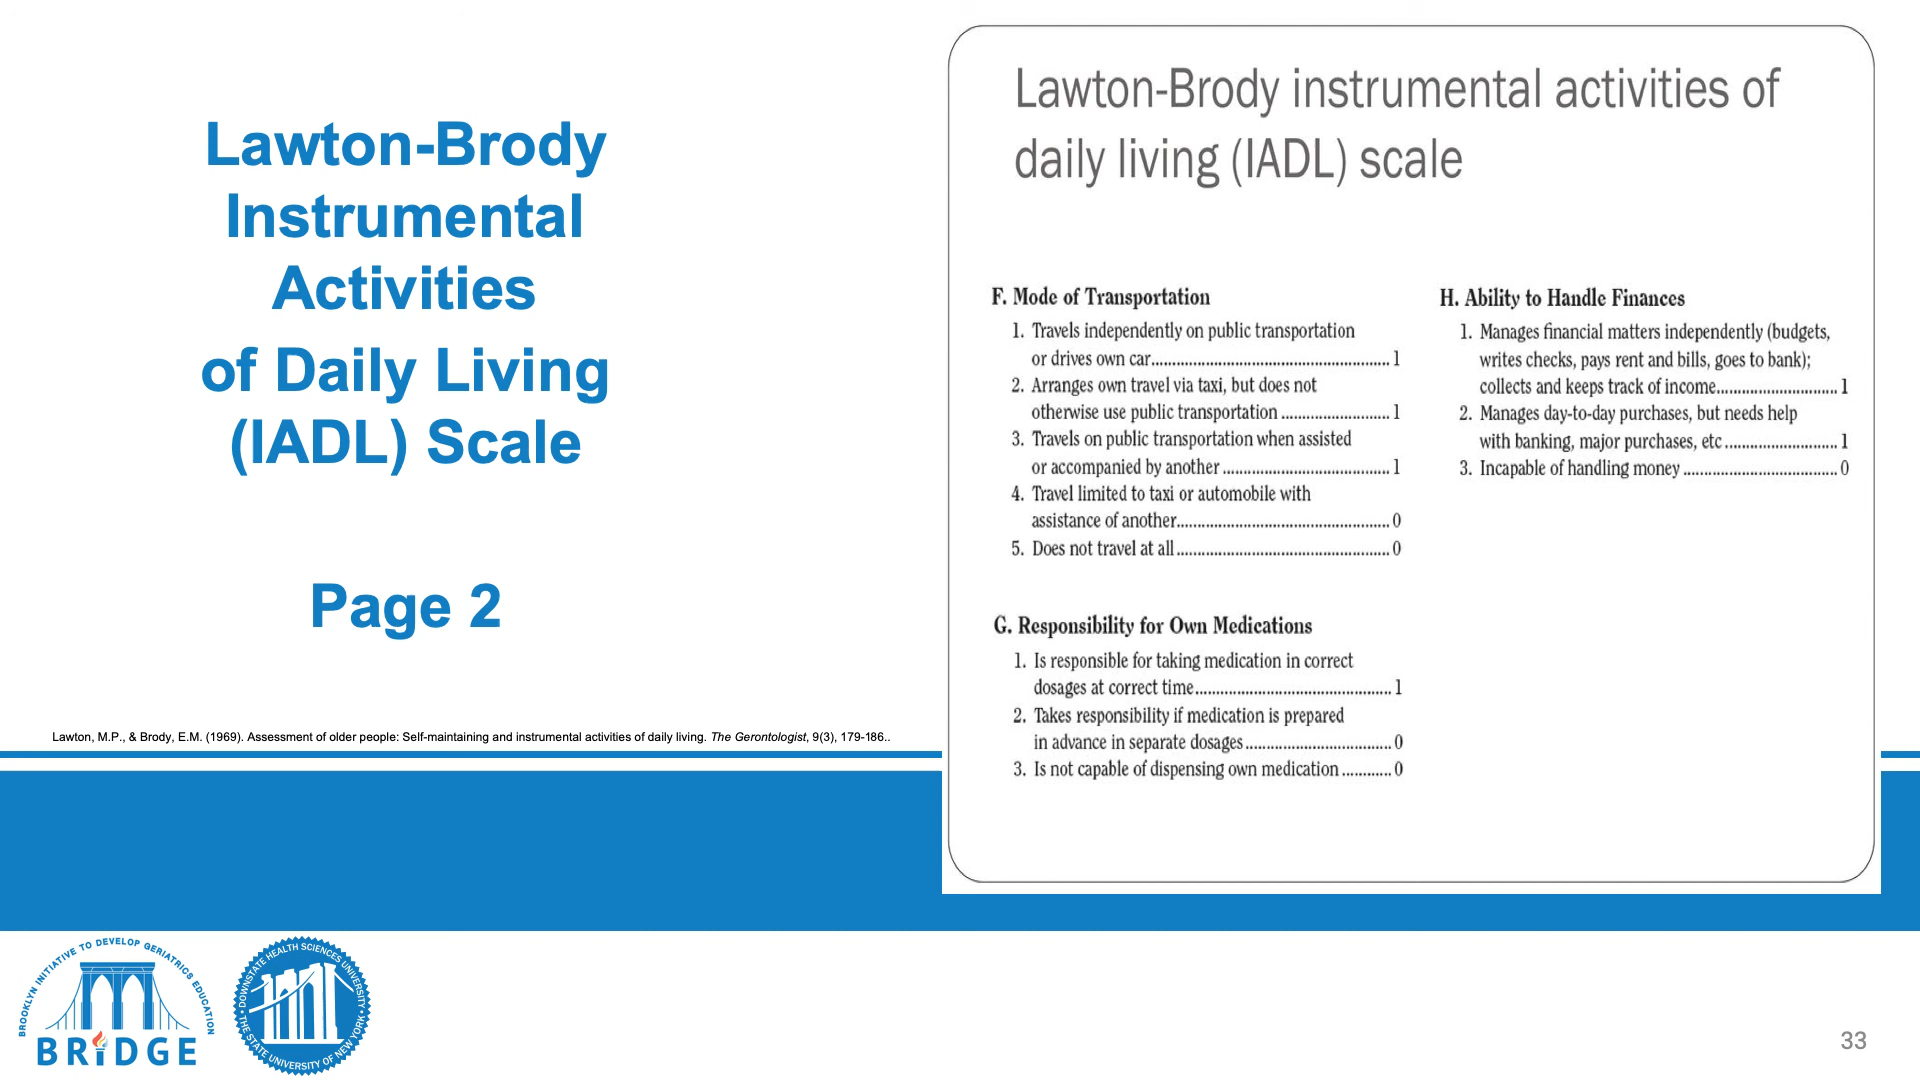 Lawton-Brody
Instrumental
Activities
of Daily Living
(IADL) Scale
Page 2
Lawton, M.P., & Brody, E.M. (1969). Assessment of older people: Self-maintaining and instrumental activities of daily living. The Gerontologist, 9(3), 179-186..
Lawton-Brody instrumental activities of
daily living (IADL) scale
F. Mode of Transportation
1. Travels independently on public transportation
or drives own car.........................................................1
2. Arranges own travel via taxi, but does not
otherwise use public transportation ..........................1
3. Travels on public transportation when assisted
or accompanied by another ........................................1
4. Travel limited to taxi or automobile with
assistance of another...................................................0
5. Does not travel at all ...................................................0
G. Responsibility for Own Medications
1. Is responsible for taking medication in correct
dosages at correct time...............................................1
2. Takes responsibility if medication is prepared
in advance in separate dosages ...................................0
3. Is not capable of dispensing own medication ............0
H. Ability to Handle Finances
1. Manages financial matters independently (budgets,
writes checks, pays rent and bills, goes to bank);
collects and keeps track of income.............................1
2. Manages day-to-day purchases, but needs help
with banking, major purchases, etc ...........................1
3. Incapable of handling money .....................................0
BROOKLYN INITIATIVE TO DEVELOP GERIATRICS EDUCATION
BRiDGE
DOWNSTATE HEALTH SCIENCES UNIVERSITY
THE STATE UNIVERSITY OF NEW YORK
33